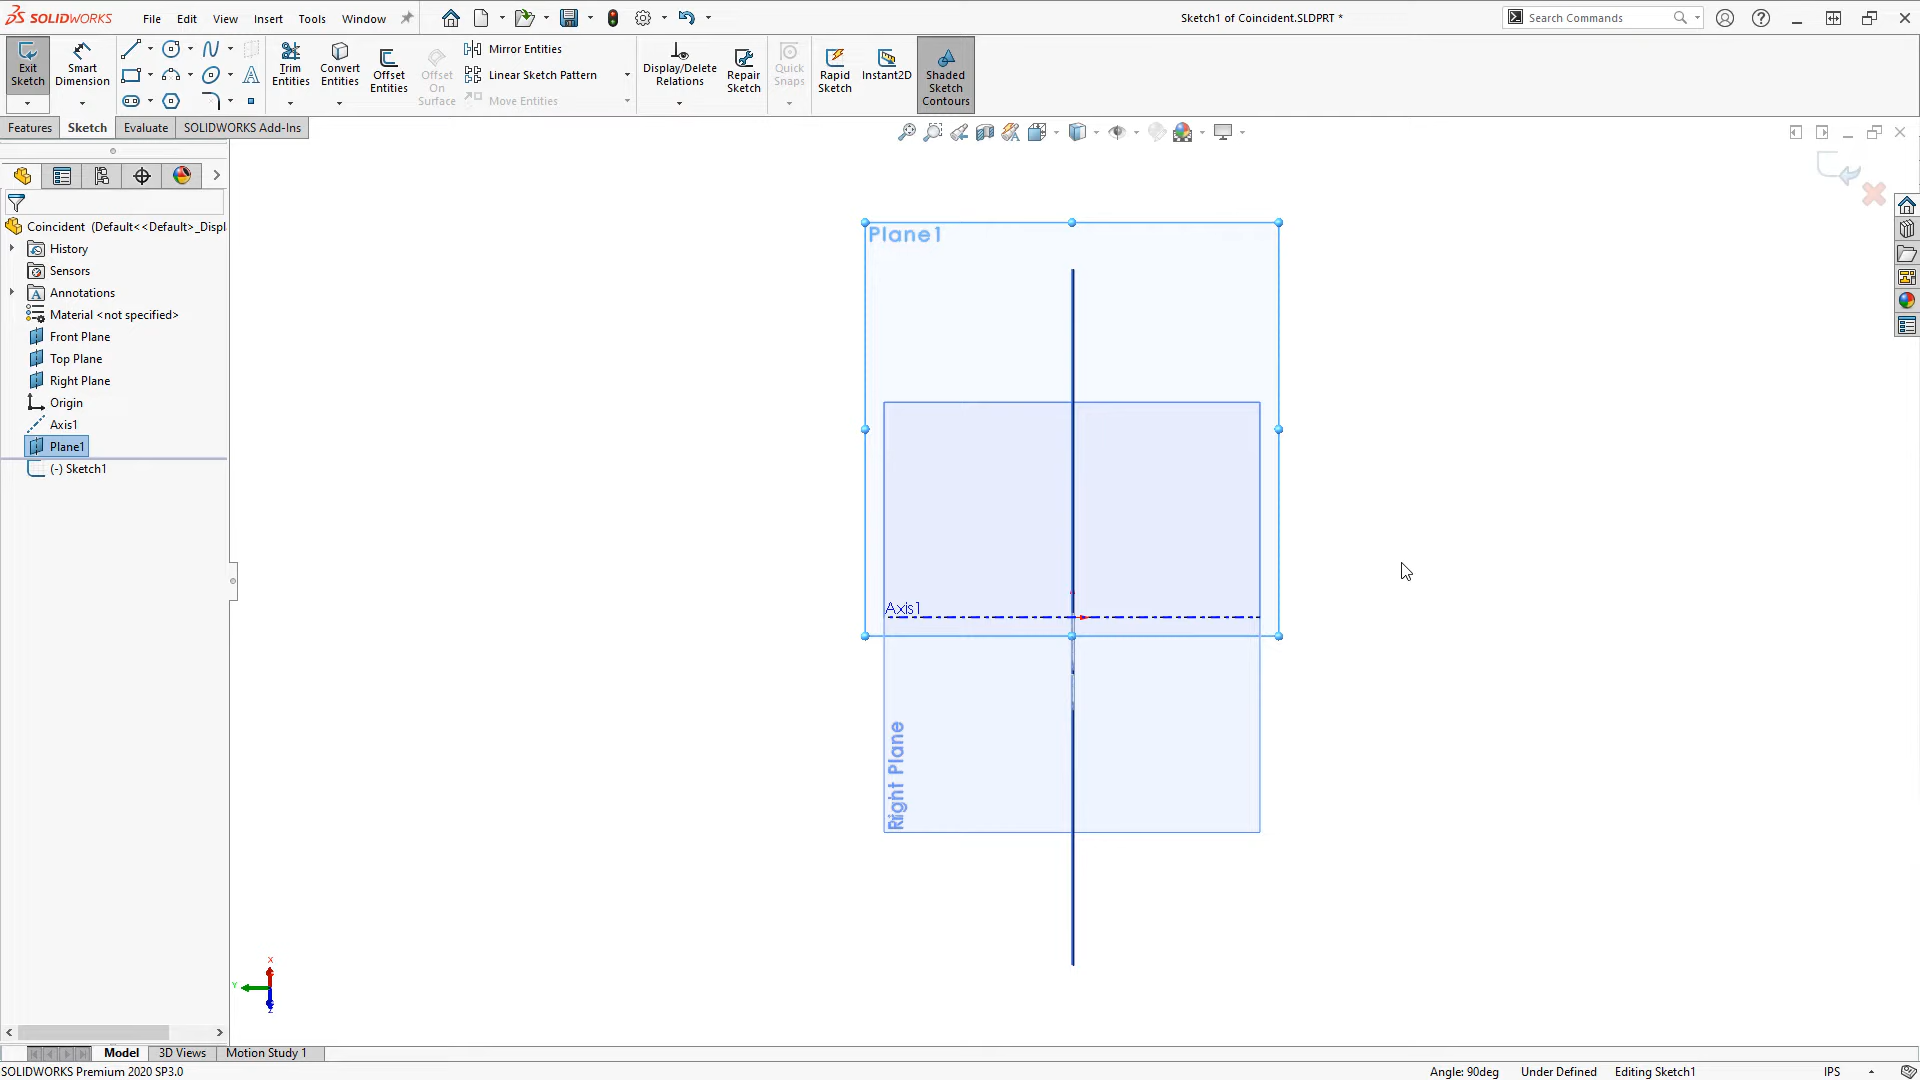 SOLIDWORKS
File
Edit
View
Insert
Tools
Window
Sketch1 of Coincident.SLDPRT *
Search Commands
Exit
Sketch
Smart
Dimension
Trim
Entities
Convert
Entities
Offset
Entities
Offset
On
Surface
Mirror Entities
Linear Sketch Pattern
Move Entities
Display/Delete
Relations
Repair
Sketch
Quick
Snaps
Rapid
Sketch
Instant2D
Shaded
Sketch
Contours
Features
Sketch
Evaluate
SOLIDWORKS Add-Ins
Coincident (Default<<Default>_Displ
History
Sensors
Annotations
Material <not specified>
Front Plane
Top Plane
Right Plane
Origin
Axis1
Plane1
(-) Sketch1
Plane1
Axis1
Right Plane
X
Y
Z
Model
3D Views
Motion Study 1
SOLIDWORKS Premium 2020 SP3.0
Angle: 90deg
Under Defined
Editing Sketch1
IPS